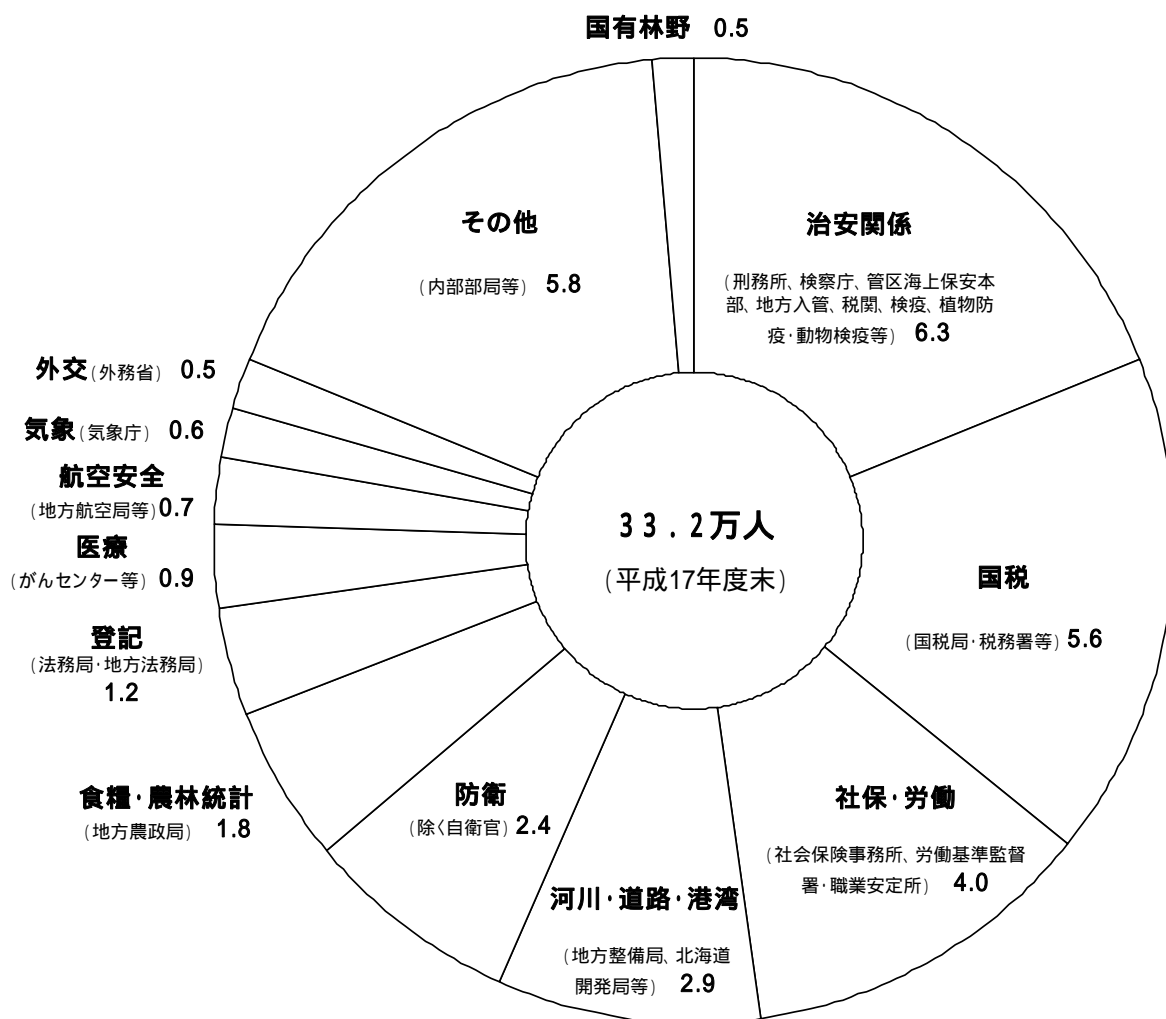 国有林野 0.5
治安関係
(刑務所、検察庁、管区海上保安本
部、地方入管、税関、検疫、植物防
疫・動物検疫等) 6.3
国税
(国税局・税務署等) 5.6
社保・労働
(社会保険事務所、労働基準監督
署・職業安定所) 4.0
河川・道路・港湾
(地方整備局、北海道
開発局等) 2.9
防衛
(除く自衛官) 2.4
食糧・農林統計
(地方農政局) 1.8
登記
(法務局・地方法務局)
1.2
医療
(がんセンター等) 0.9
航空安全
(地方航空局等) 0.7
気象(気象庁) 0.6
外交(外務省) 0.5
その他
(内部部局等) 5.8
33.2万人
(平成17年度末)